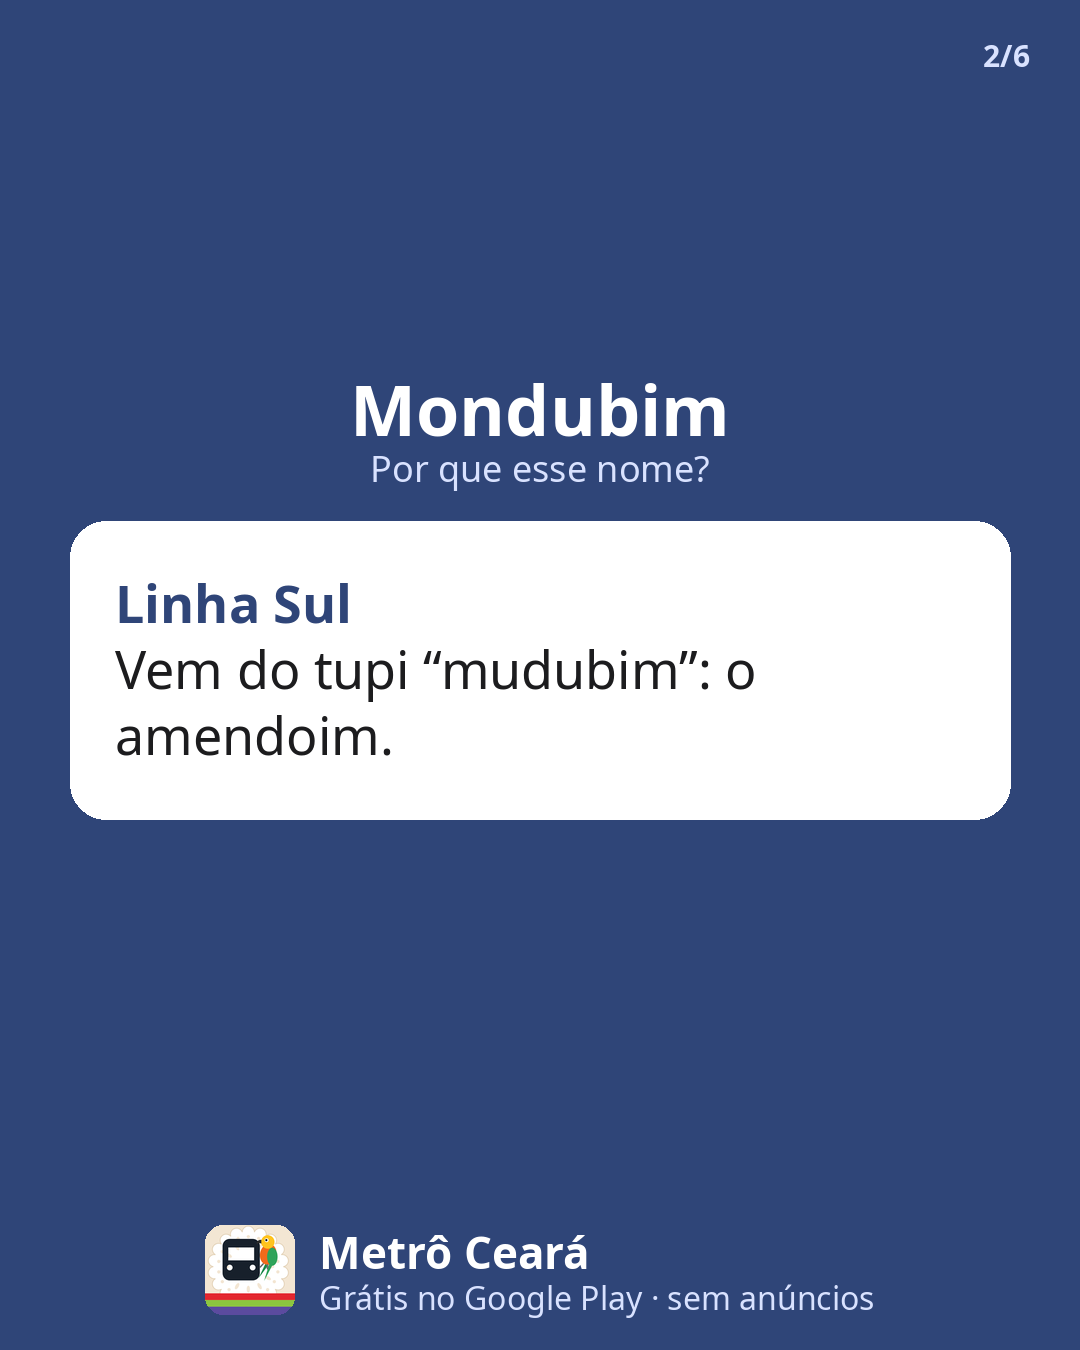 2/6
Mondubim
Por que esse nome?
Linha Sul
Vem do tupi “mudubim”: o
amendoim.
Metrô Ceará
Grátis no Google Play · sem anúncios